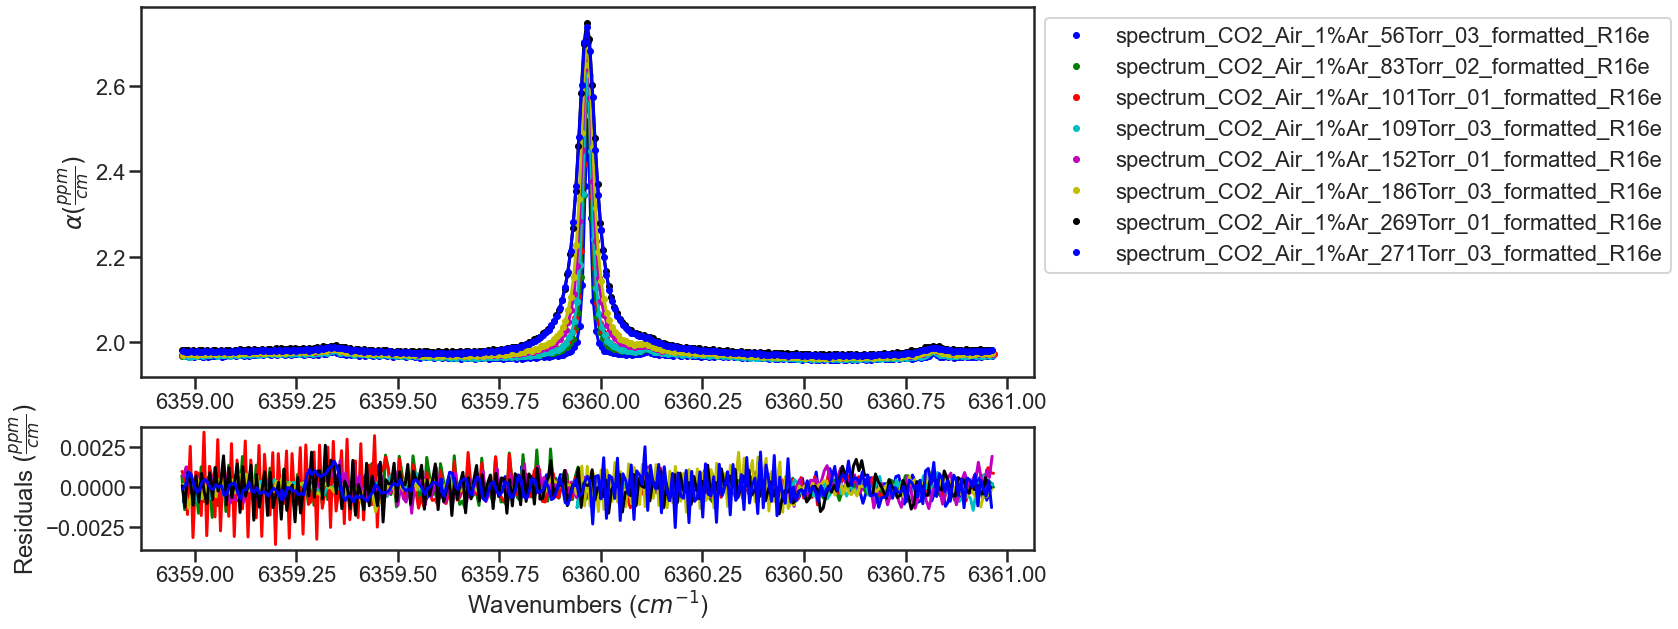 α(ppm/cm)
2.6
2.4
2.2
2.0
6359.00 6359.25 6359.50 6359.75 6360.00 6360.25 6360.50 6360.75 6361.00
spectrum_CO2_Air_1%Ar_56Torr_03_formatted_R16e
spectrum_CO2_Air_1%Ar_83Torr_02_formatted_R16e
spectrum_CO2_Air_1%Ar_101Torr_01_formatted_R16e
spectrum_CO2_Air_1%Ar_109Torr_03_formatted_R16e
spectrum_CO2_Air_1%Ar_152Torr_01_formatted_R16e
spectrum_CO2_Air_1%Ar_186Torr_03_formatted_R16e
spectrum_CO2_Air_1%Ar_269Torr_01_formatted_R16e
spectrum_CO2_Air_1%Ar_271Torr_03_formatted_R16e
Residuals (ppm/cm)
0.0025
0.0000
−0.0025
6359.00 6359.25 6359.50 6359.75 6360.00 6360.25 6360.50 6360.75 6361.00
Wavenumbers (cm⁻¹)